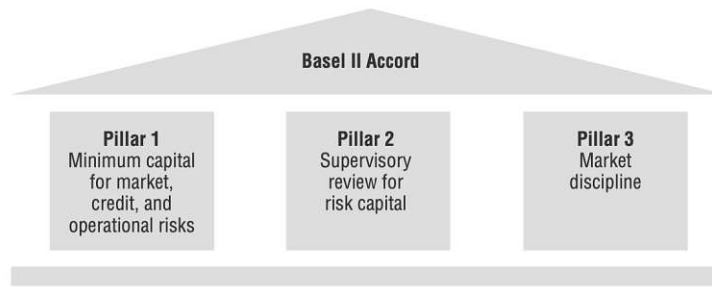 Basel II Accord
Pillar 1
Minimum capital
for market,
credit, and
operational risks
Pillar 2
Supervisory
review for
risk capital
Pillar 3
Market
discipline